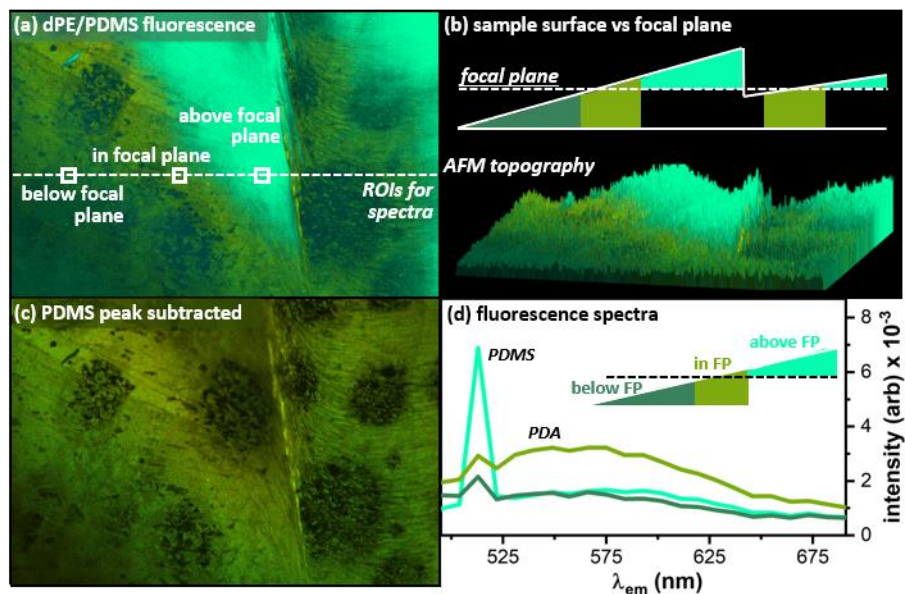 (a) dPE/PDMS fluorescence
above focal
plane
in focal plane
below focal
plane
ROIs for
spectra
(b) sample surface vs focal plane
focal plane
AFM topography
(c) PDMS peak subtracted
(d) fluorescence spectra
PDMS
PDA
below FP
in FP
above FP
8
6
4
2
0
intensity (arb) x 10⁻³
525
575
625
675
λem (nm)